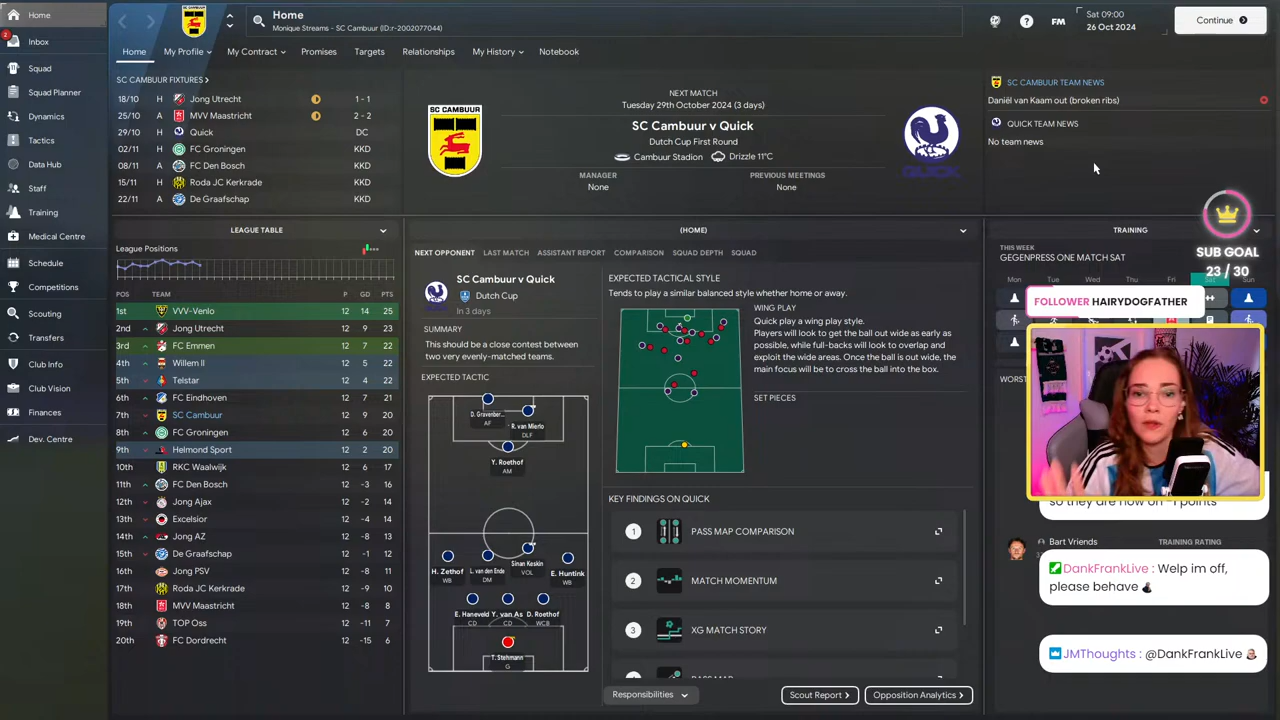 Home
2
Inbox
Squad
Squad Planner
Dynamics
Tactics
Data Hub
Staff
Training
Medical Centre
Schedule
Competitions
Scouting
Transfers
Club Info
Club Vision
Finances
Dev. Centre
Home
Monique Streams - SC Cambuur (ID:r-2002077044)
FM
Sat 09:00
26 Oct 2024
Continue
Home My Profile My Contract Promises Targets Relationships My History Notebook
SC CAMBUUR FIXTURES
18/10 H Jong Utrecht 1 - 1
25/10 A MVV Maastricht 2 - 2
29/10 H Quick DC
02/11 H FC Groningen KKD
08/11 A FC Den Bosch KKD
15/11 H Roda JC Kerkrade KKD
22/11 A De Graafschap KKD
SC CAMBUUR
NEXT MATCH
Tuesday 29th October 2024 (3 days)
SC Cambuur v Quick
Dutch Cup First Round
Cambuur Stadion Drizzle 11°C
MANAGER
None
PREVIOUS MEETINGS
None
QUICK
SC CAMBUUR TEAM NEWS
Daniël van Kaam out (broken ribs)
QUICK TEAM NEWS
No team news
LEAGUE TABLE
League Positions
POS TEAM P GD PTS
1st VVV-Venlo 12 14 25
2nd Jong Utrecht 12 9 23
3rd FC Emmen 12 7 22
4th Willem II 12 5 22
5th Telstar 12 4 22
6th FC Eindhoven 12 7 21
7th SC Cambuur 12 9 20
8th FC Groningen 12 6 20
9th Helmond Sport 12 2 20
10th RKC Waalwijk 12 6 17
11th FC Den Bosch 12 -3 16
12th Jong Ajax 12 -3 14
13th Excelsior 12 -4 14
14th Jong AZ 12 -8 13
15th De Graafschap 12 -1 12
16th Jong PSV 12 -9 11
17th Roda JC Kerkrade 12 -9 10
18th MVV Maastricht 12 -8 8
19th TOP Oss 12 -9 8
20th FC Dordrecht 12 -15 6
(HOME)
NEXT OPPONENT LAST MATCH ASSISTANT REPORT COMPARISON SQUAD DEPTH SQUAD
SC Cambuur v Quick
Dutch Cup
In 3 days
SUMMARY
This should be a close contest
between two very evenly-matched
teams.
EXPECTED TACTIC
D. Gravenber...
AF
R. van Mierlo
DLF
Y. Roethof
AM
H. Zethof
WB
L. van den Ende
DM
Sinan Keskin
VOL
E. Huntink
WB
E. Haneveld
CD
Y. van As
CD
D. Roethof
WCB
T. Stehmann
G
EXPECTED TACTICAL STYLE
Tends to play a similar balanced style whether home or away.
WING PLAY
Quick play a wing play style.
Players will look to get the ball out wide as early as
possible, while full-backs will look to overlap and
exploit the wide areas. Once the ball is out wide, the
main focus will be to cross the ball into the box.
SET PIECES
KEY FINDINGS ON QUICK
1 PASS MAP COMPARISON
2 MATCH MOMENTUM
3 XG MATCH STORY
Responsibilities
Scout Report
Opposition Analytics
TRAINING
THIS WEEK
GEGENPRESS ONE MATCH SAT
Mon Tue Wed Thu Fri Sat Sun
SUB GOAL
23 / 30
FOLLOWER HAIRYDOGFATHER
so they are now on -1 points
Bart Vriends TRAINING RATING
DankFrankLive : Welp im off,
please behave
JMThoughts : @DankFrankLive